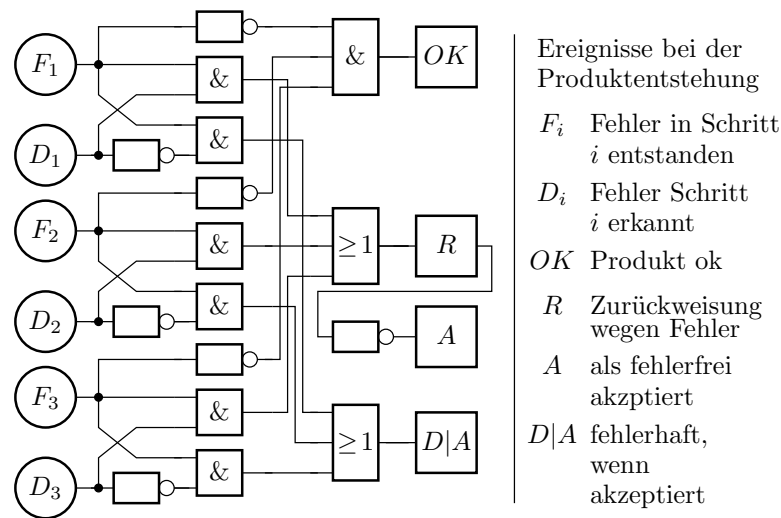 F₁
&
& OK
D₁
&
F₂
&
≥1 R
D₂
&
A
F₃
&
≥1 D|A
D₃
&
Ereignisse bei der
Produktentstehung
Fᵢ Fehler in Schritt
i entstanden
Dᵢ Fehler Schritt
i erkannt
OK Produkt ok
R Zurückweisung
wegen Fehler
A als fehlerfrei
akzptiert
D|A fehlerhaft,
wenn
akzeptiert